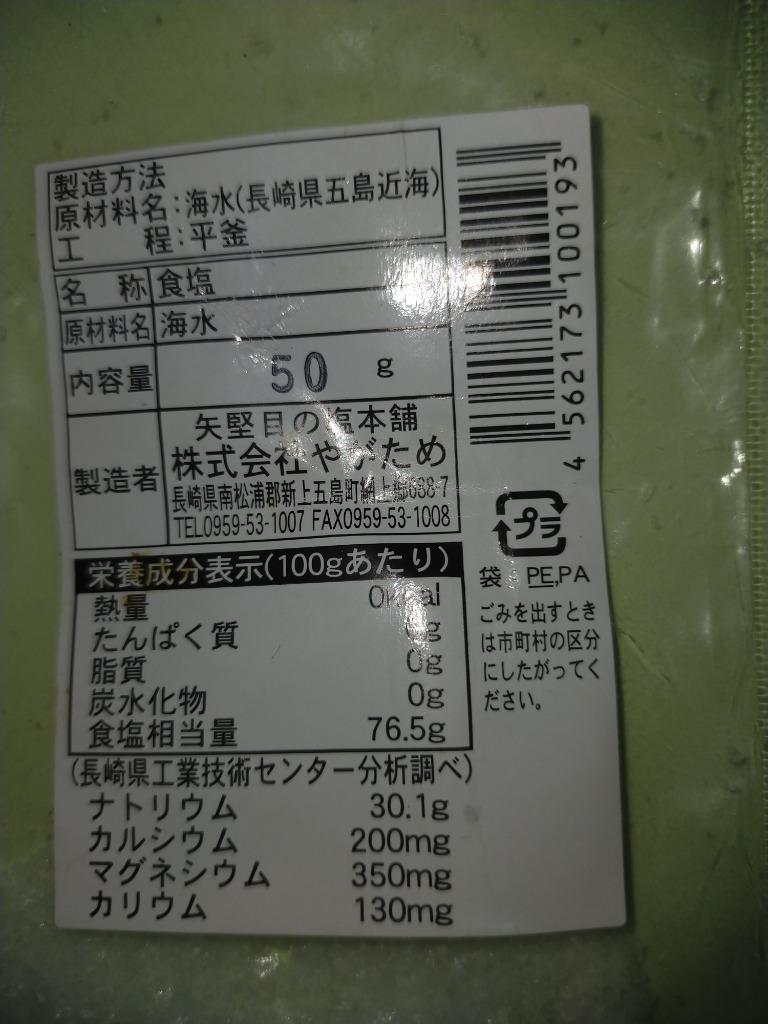 製造方法
原材料名：海水(長崎県五島近海)
工　　程：平釜
名　称 食塩
原材料名 海水
内容量 50 g
製造者 矢堅目の塩本舗
株式会社やがため
長崎県南松浦郡新上五島町網上郷688-7
TEL0959-53-1007 FAX0959-53-1008
栄養成分表示(100gあたり)
熱量 0kcal
たんぱく質 0g
脂質 0g
炭水化物 0g
食塩相当量 76.5g
(長崎県工業技術センター分析調べ)
ナトリウム 30.1g
カルシウム 200mg
マグネシウム 350mg
カリウム 130mg
4 562173 100193
プラ
袋 PE,PA
ごみを出すとき
は市町村の区分
にしたがってく
ださい。